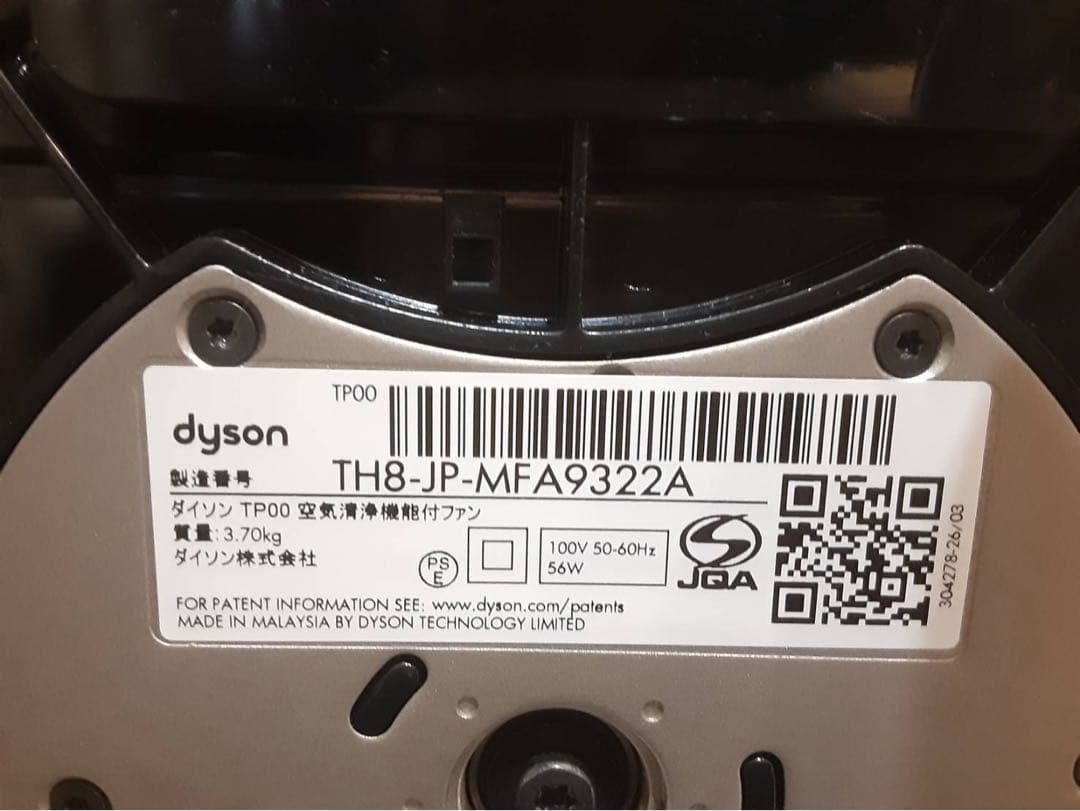 TP00
dyson
製造番号 TH8-JP-MFA9322A
ダイソン TP00 空気清浄機能付ファン
質量:3.70kg
ダイソン株式会社
PS
E
100V 50-60Hz
56W
JQA
304278-26/03
FOR PATENT INFORMATION SEE: www.dyson.com/patents
MADE IN MALAYSIA BY DYSON TECHNOLOGY LIMITED